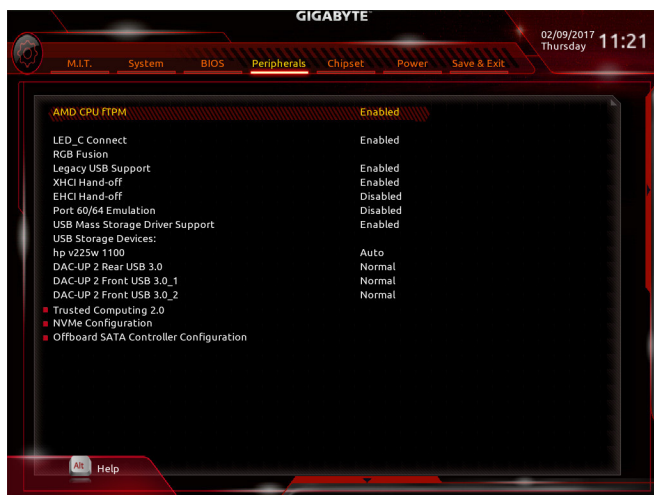 GIGABYTE™
02/09/2017 Thursday 11:21
M.I.T. System BIOS Peripherals Chipset Power Save & Exit
AMD CPU fTPM Enabled
LED_C Connect Enabled
RGB Fusion
Legacy USB Support Enabled
XHCI Hand-off Enabled
EHCI Hand-off Disabled
Port 60/64 Emulation Disabled
USB Mass Storage Driver Support Enabled
USB Storage Devices:
hp v225w 1100 Auto
DAC-UP 2 Rear USB 3.0 Normal
DAC-UP 2 Front USB 3.0_1 Normal
DAC-UP 2 Front USB 3.0_2 Normal
Trusted Computing 2.0
NVMe Configuration
Offboard SATA Controller Configuration
Alt Help